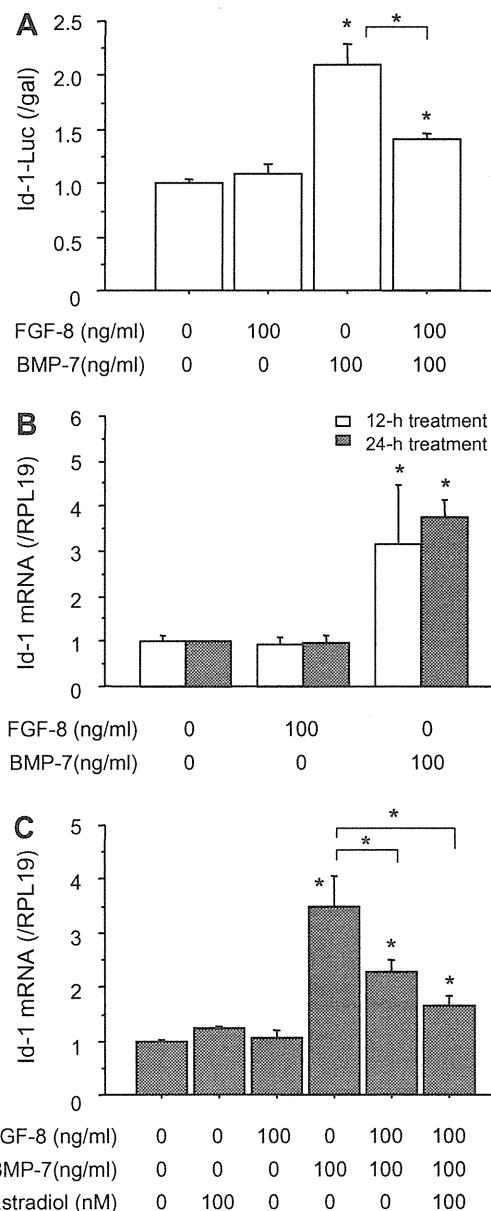 A
2.5
2.0
1.5
1.0
0.5
0
Id-1-Luc (/gal)
* * *
FGF-8 (ng/ml) 0 100 0 100
BMP-7(ng/ml) 0 0 100 100
B
6
5
4
3
2
1
0
Id-1 mRNA (/RPL19)
12-h treatment
24-h treatment
* *
FGF-8 (ng/ml) 0 100 0
BMP-7(ng/ml) 0 0 100
C
5
4
3
2
1
0
Id-1 mRNA (/RPL19)
*
* *
*
*
GF-8 (ng/ml) 0 0 100 0 100 100
BMP-7(ng/ml) 0 0 0 100 100 100
stradiol (nM) 0 100 0 0 0 100